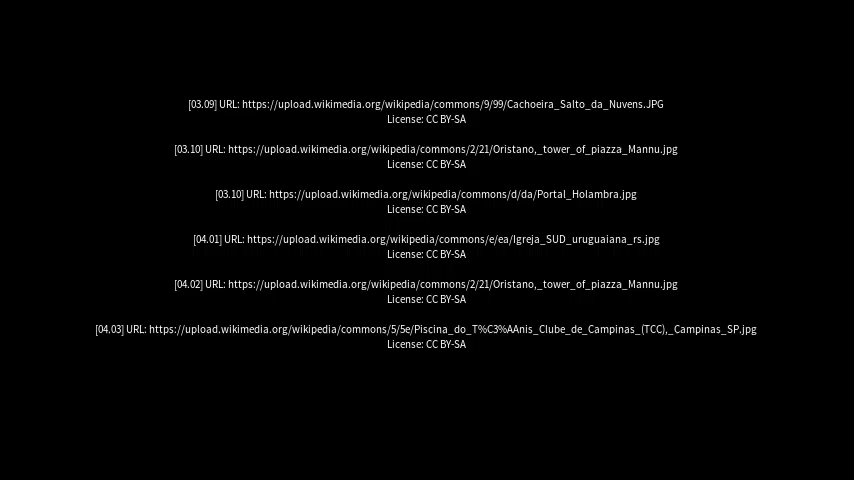 [03.09] URL: https://upload.wikimedia.org/wikipedia/commons/9/99/Cachoeira_Salto_da_Nuvens.JPG
License: CC BY-SA
[03.10] URL: https://upload.wikimedia.org/wikipedia/commons/2/21/Oristano,_tower_of_piazza_Mannu.jpg
License: CC BY-SA
[03.10] URL: https://upload.wikimedia.org/wikipedia/commons/d/da/Portal_Holambra.jpg
License: CC BY-SA
[04.01] URL: https://upload.wikimedia.org/wikipedia/commons/e/ea/Igreja_SUD_uruguaiana_rs.jpg
License: CC BY-SA
[04.02] URL: https://upload.wikimedia.org/wikipedia/commons/2/21/Oristano,_tower_of_piazza_Mannu.jpg
License: CC BY-SA
[04.03] URL: https://upload.wikimedia.org/wikipedia/commons/5/5e/Piscina_do_T%C3%AAnis_Clube_de_Campinas_(TCC),_Campinas_SP.jpg
License: CC BY-SA